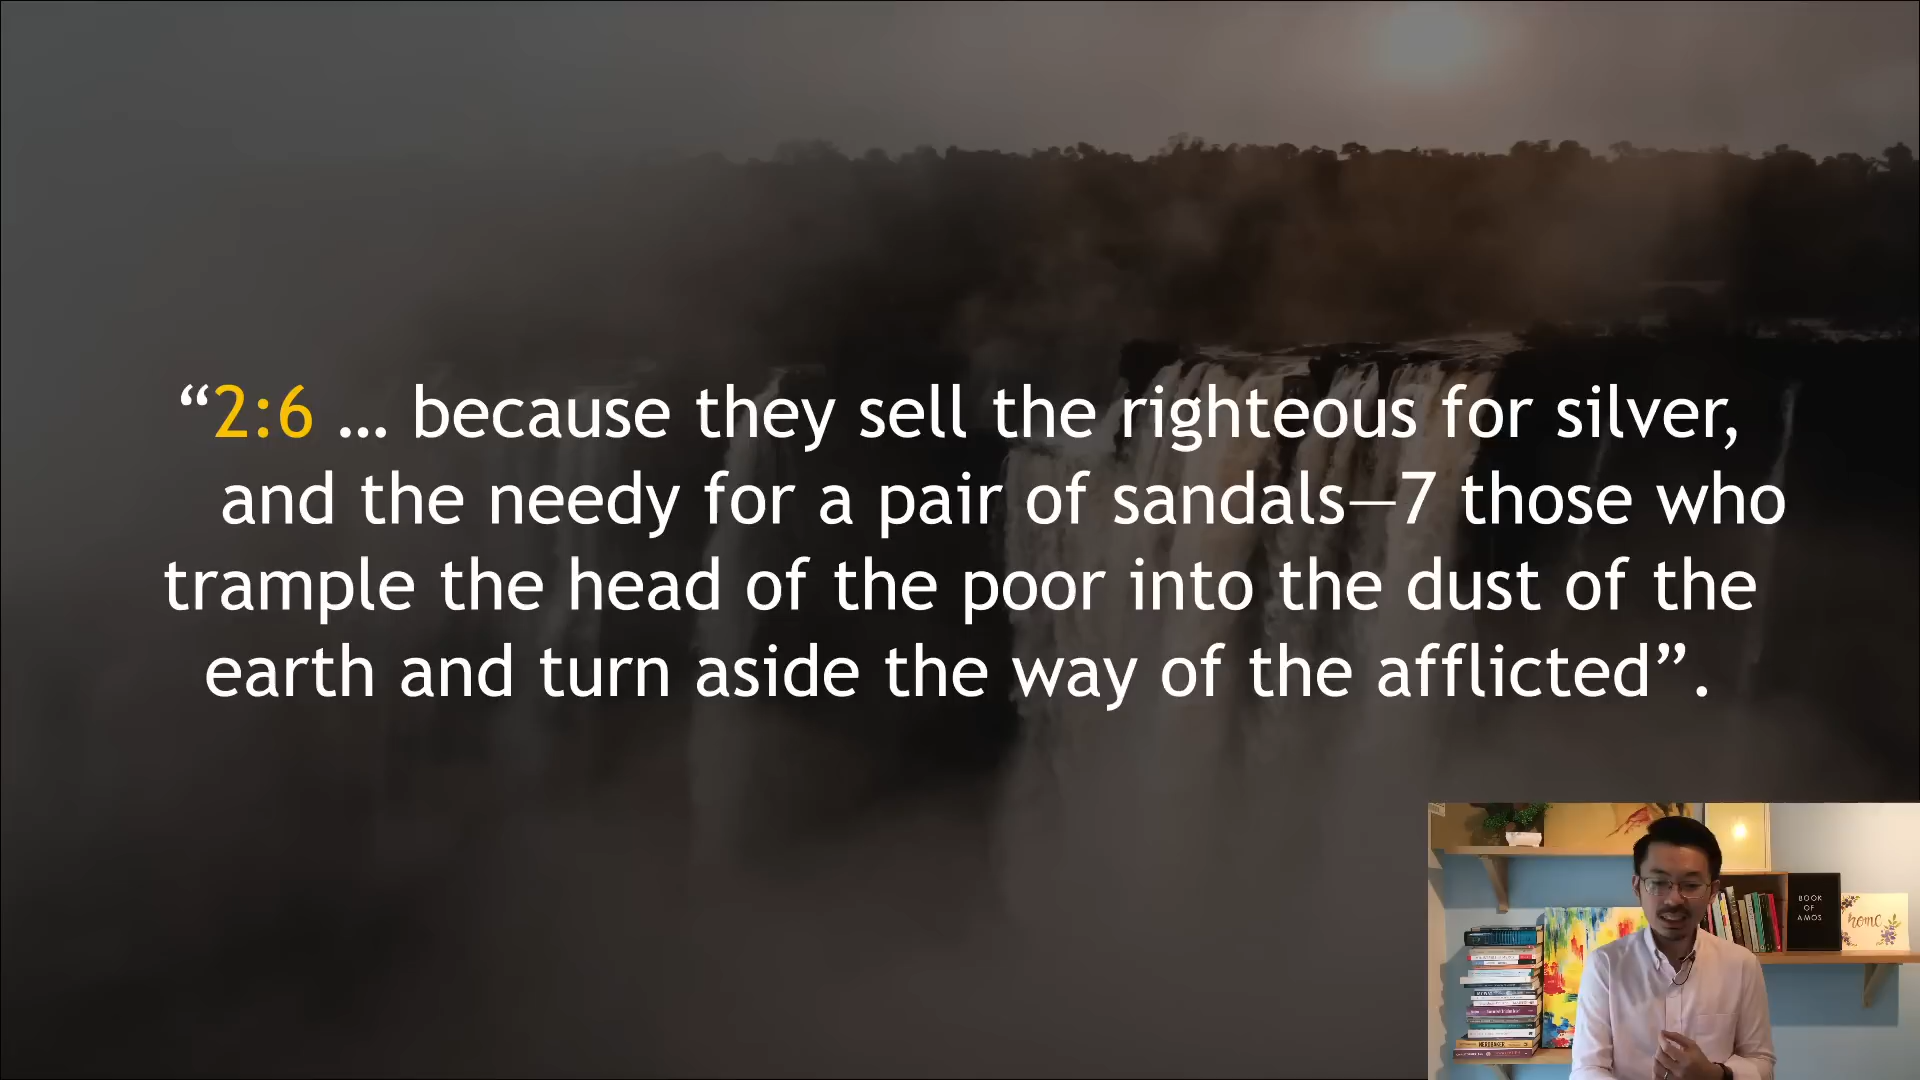 “2:6 … because they sell the righteous for silver,
and the needy for a pair of sandals—7 those who
trample the head of the poor into the dust of the
earth and turn aside the way of the afflicted”.
BOOK
OF
AMOS
home